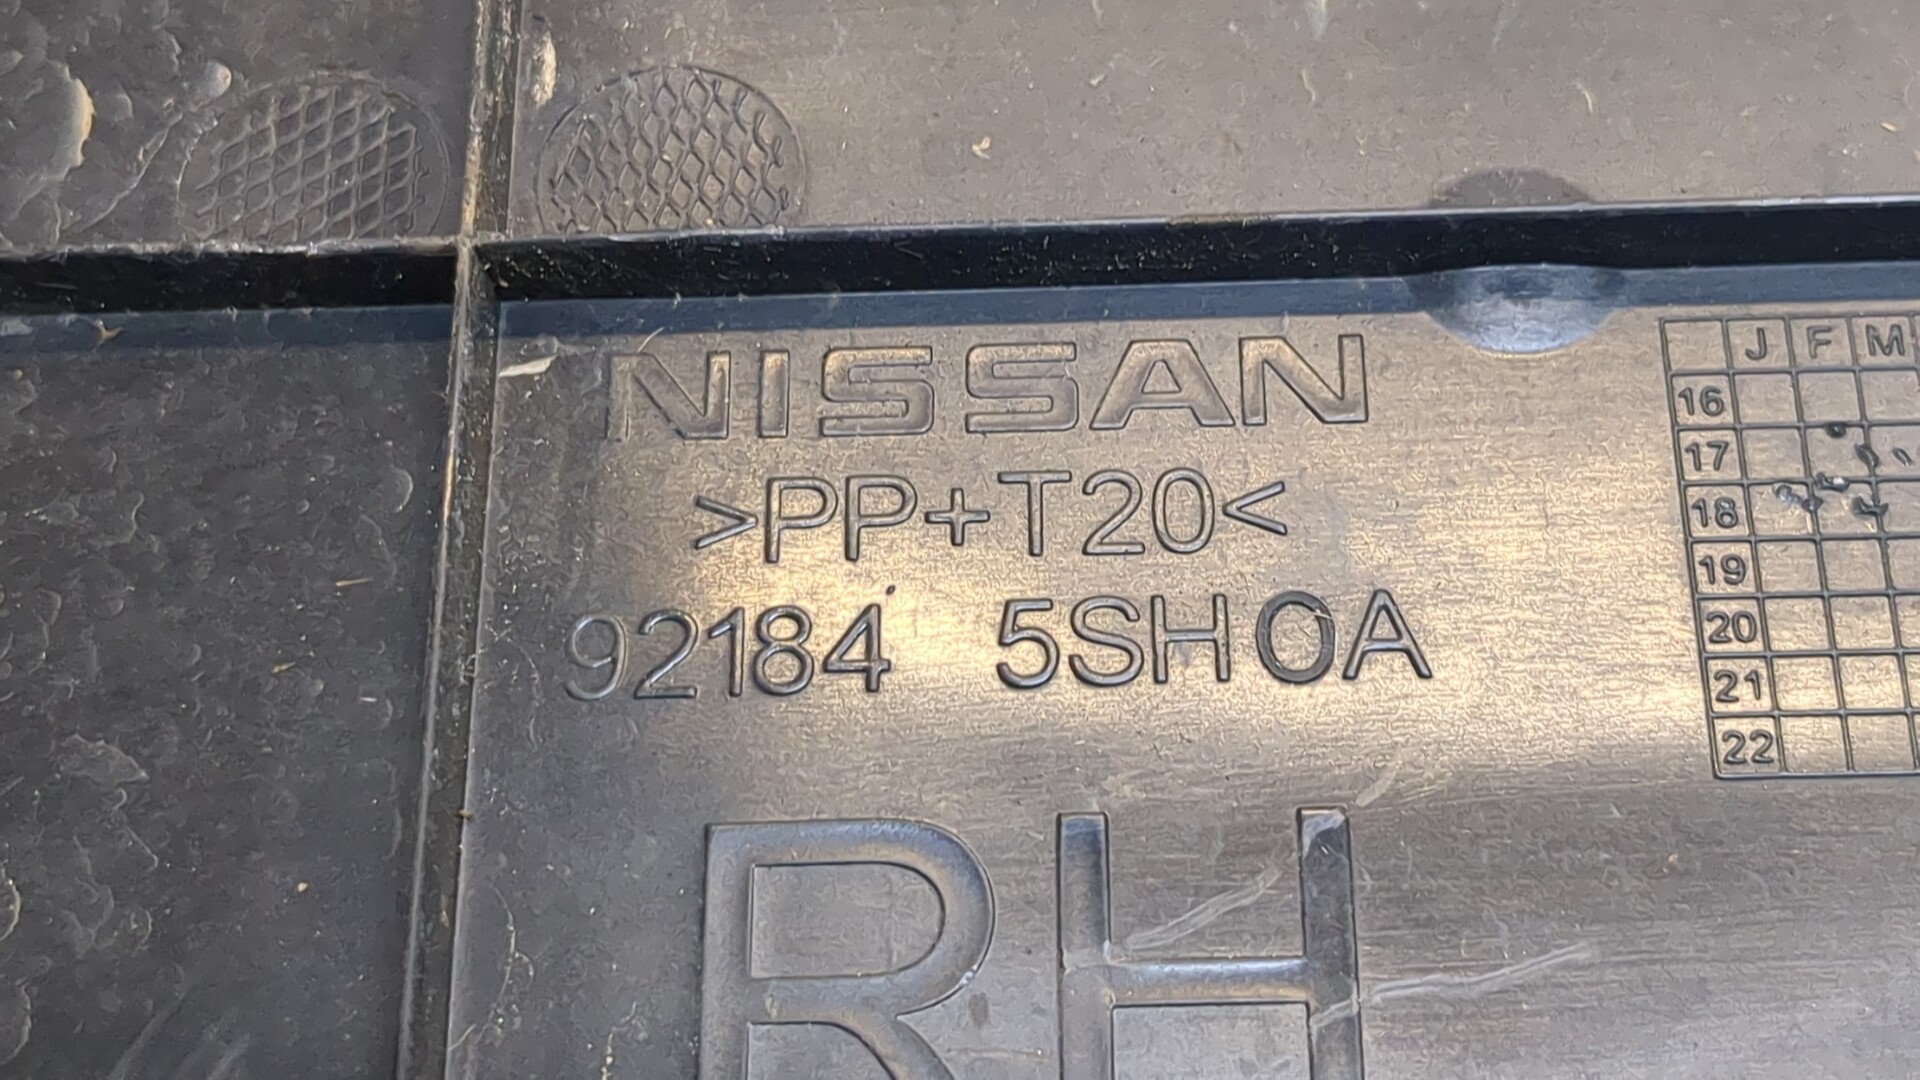 NISSAN
>PP+T20<
92184 5SH0A
RH
J F M
16
17
18
19
20
21
22